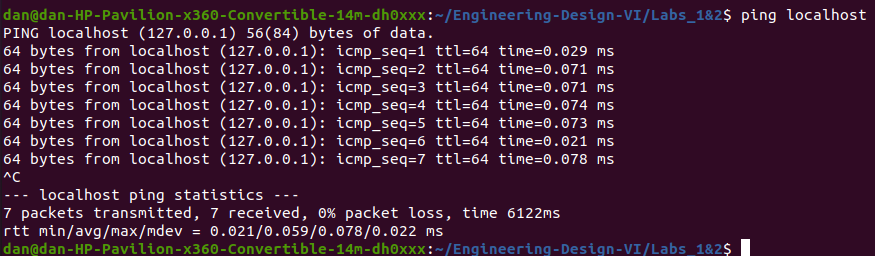 dan@dan-HP-Pavilion-x360-Convertible-14m-dh0xxx:~/Engineering-Design-VI/Labs_1&2$ ping localhost
PING localhost (127.0.0.1) 56(84) bytes of data.
64 bytes from localhost (127.0.0.1): icmp_seq=1 ttl=64 time=0.029 ms
64 bytes from localhost (127.0.0.1): icmp_seq=2 ttl=64 time=0.071 ms
64 bytes from localhost (127.0.0.1): icmp_seq=3 ttl=64 time=0.071 ms
64 bytes from localhost (127.0.0.1): icmp_seq=4 ttl=64 time=0.074 ms
64 bytes from localhost (127.0.0.1): icmp_seq=5 ttl=64 time=0.073 ms
64 bytes from localhost (127.0.0.1): icmp_seq=6 ttl=64 time=0.021 ms
64 bytes from localhost (127.0.0.1): icmp_seq=7 ttl=64 time=0.078 ms
^C
--- localhost ping statistics ---
7 packets transmitted, 7 received, 0% packet loss, time 6122ms
rtt min/avg/max/mdev = 0.021/0.059/0.078/0.022 ms
dan@dan-HP-Pavilion-x360-Convertible-14m-dh0xxx:~/Engineering-Design-VI/Labs_1&2$